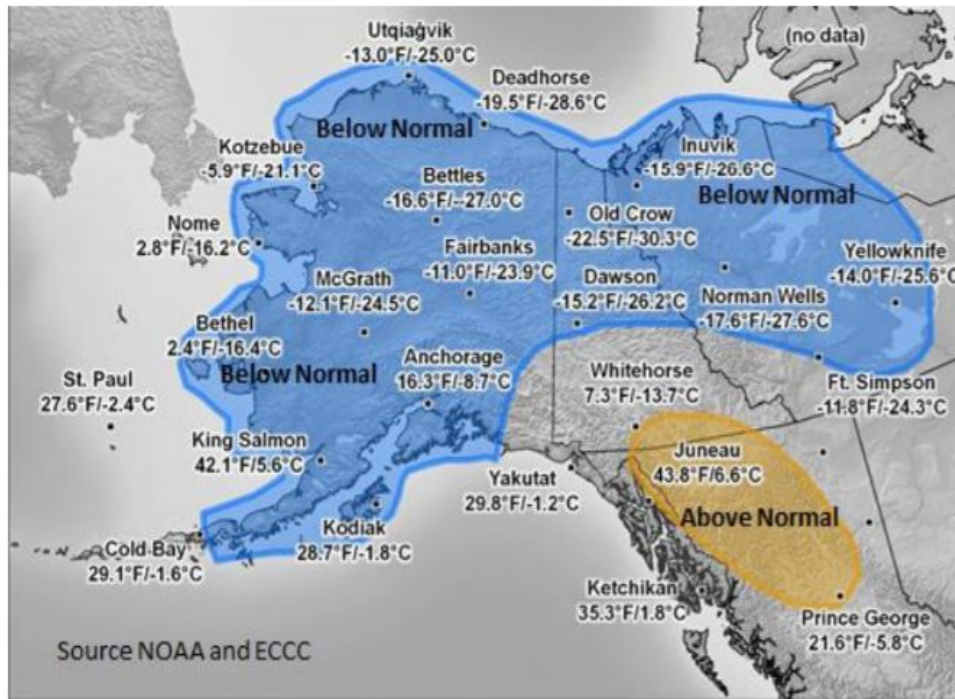 Utqiaġvik
-13.0°F/-25.0°C
(no data)
Deadhorse
-19.5°F/-28.6°C
Below Normal
Kotzebue
-5.9°F/-21.1°C
Inuvik
-15.9°F/-26.6°C
Bettles
-16.6°F/-27.0°C
Below Normal
Nome
2.8°F/-16.2°C
Old Crow
-22.5°F/-30.3°C
Fairbanks
-11.0°F/-23.9°C
Yellowknife
-14.0°F/-25.6°C
McGrath
-12.1°F/-24.5°C
Dawson
-15.2°F/-26.2°C
Norman Wells
-17.6°F/-27.6°C
Bethel
2.4°F/-16.4°C
Below Normal
Anchorage
16.3°F/-8.7°C
St. Paul
27.6°F/-2.4°C
Whitehorse
7.3°F/-13.7°C
Ft. Simpson
-11.8°F/-24.3°C
King Salmon
42.1°F/5.6°C
Juneau
43.8°F/6.6°C
Yakutat
29.8°F/-1.2°C
Above Normal
Kodiak
28.7°F/-1.8°C
Cold Bay
29.1°F/-1.6°C
Ketchikan
35.3°F/1.8°C
Prince George
21.6°F/-5.8°C
Source NOAA and ECCC